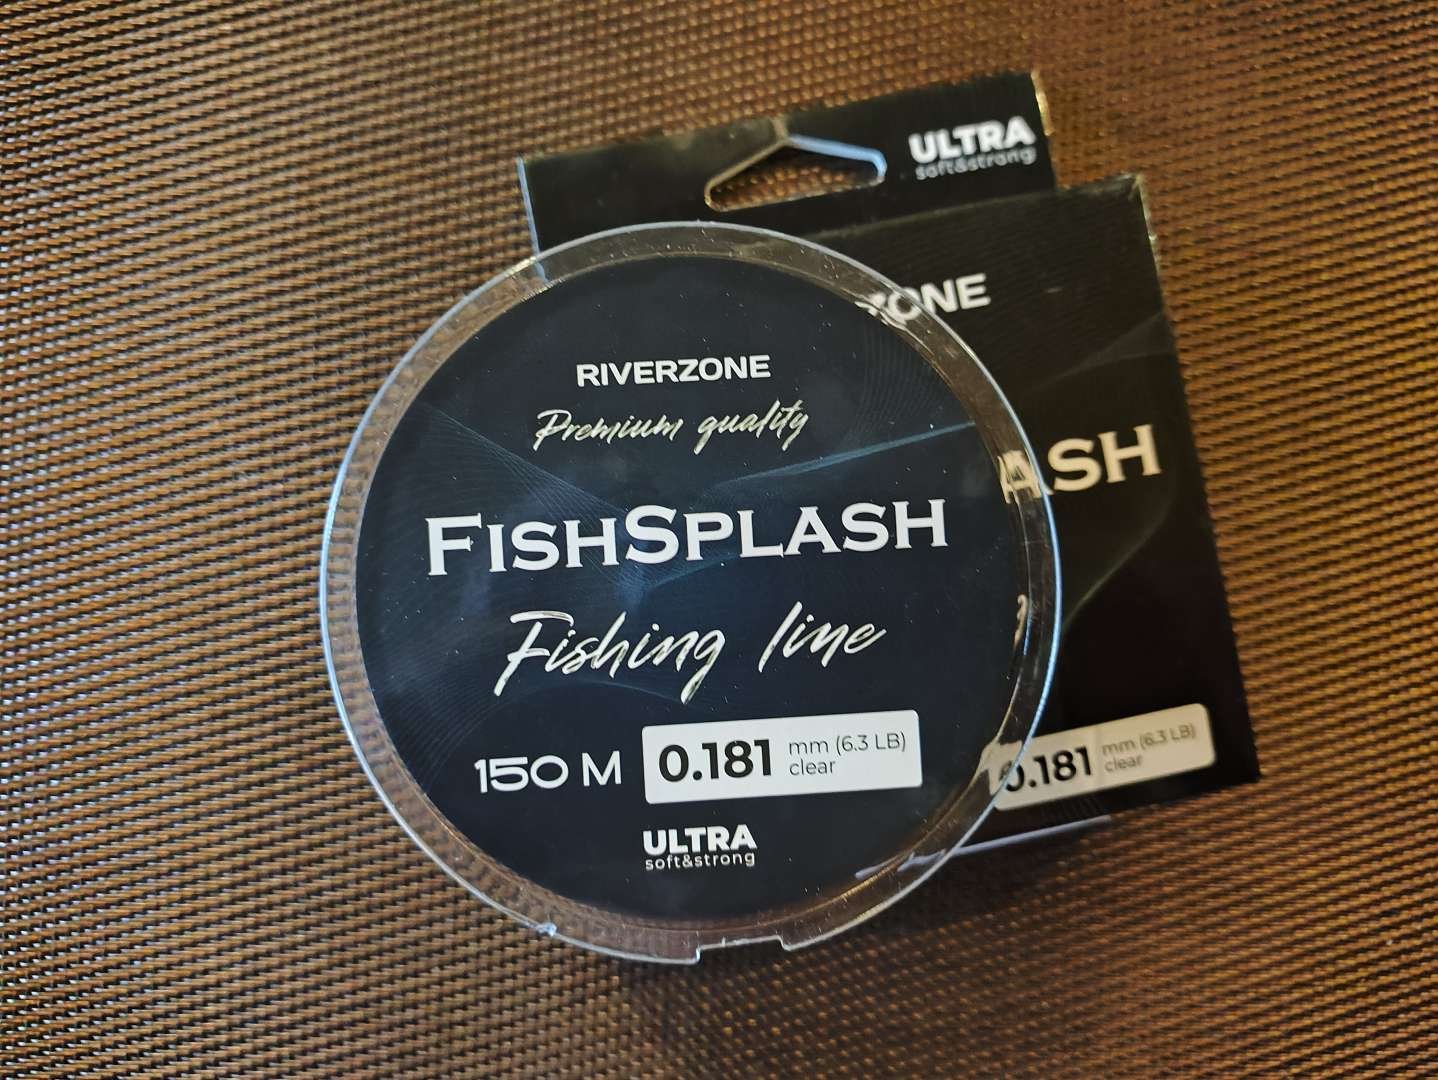 ULTRA
soft&strong
ZONE
RIVERZONE
Premium quality
FISHSPLASH
ASH
Fishing line
150 M
0.181 mm (6.3 LB)
clear
0.181 mm (6.3 LB)
clear
ULTRA
soft&strong